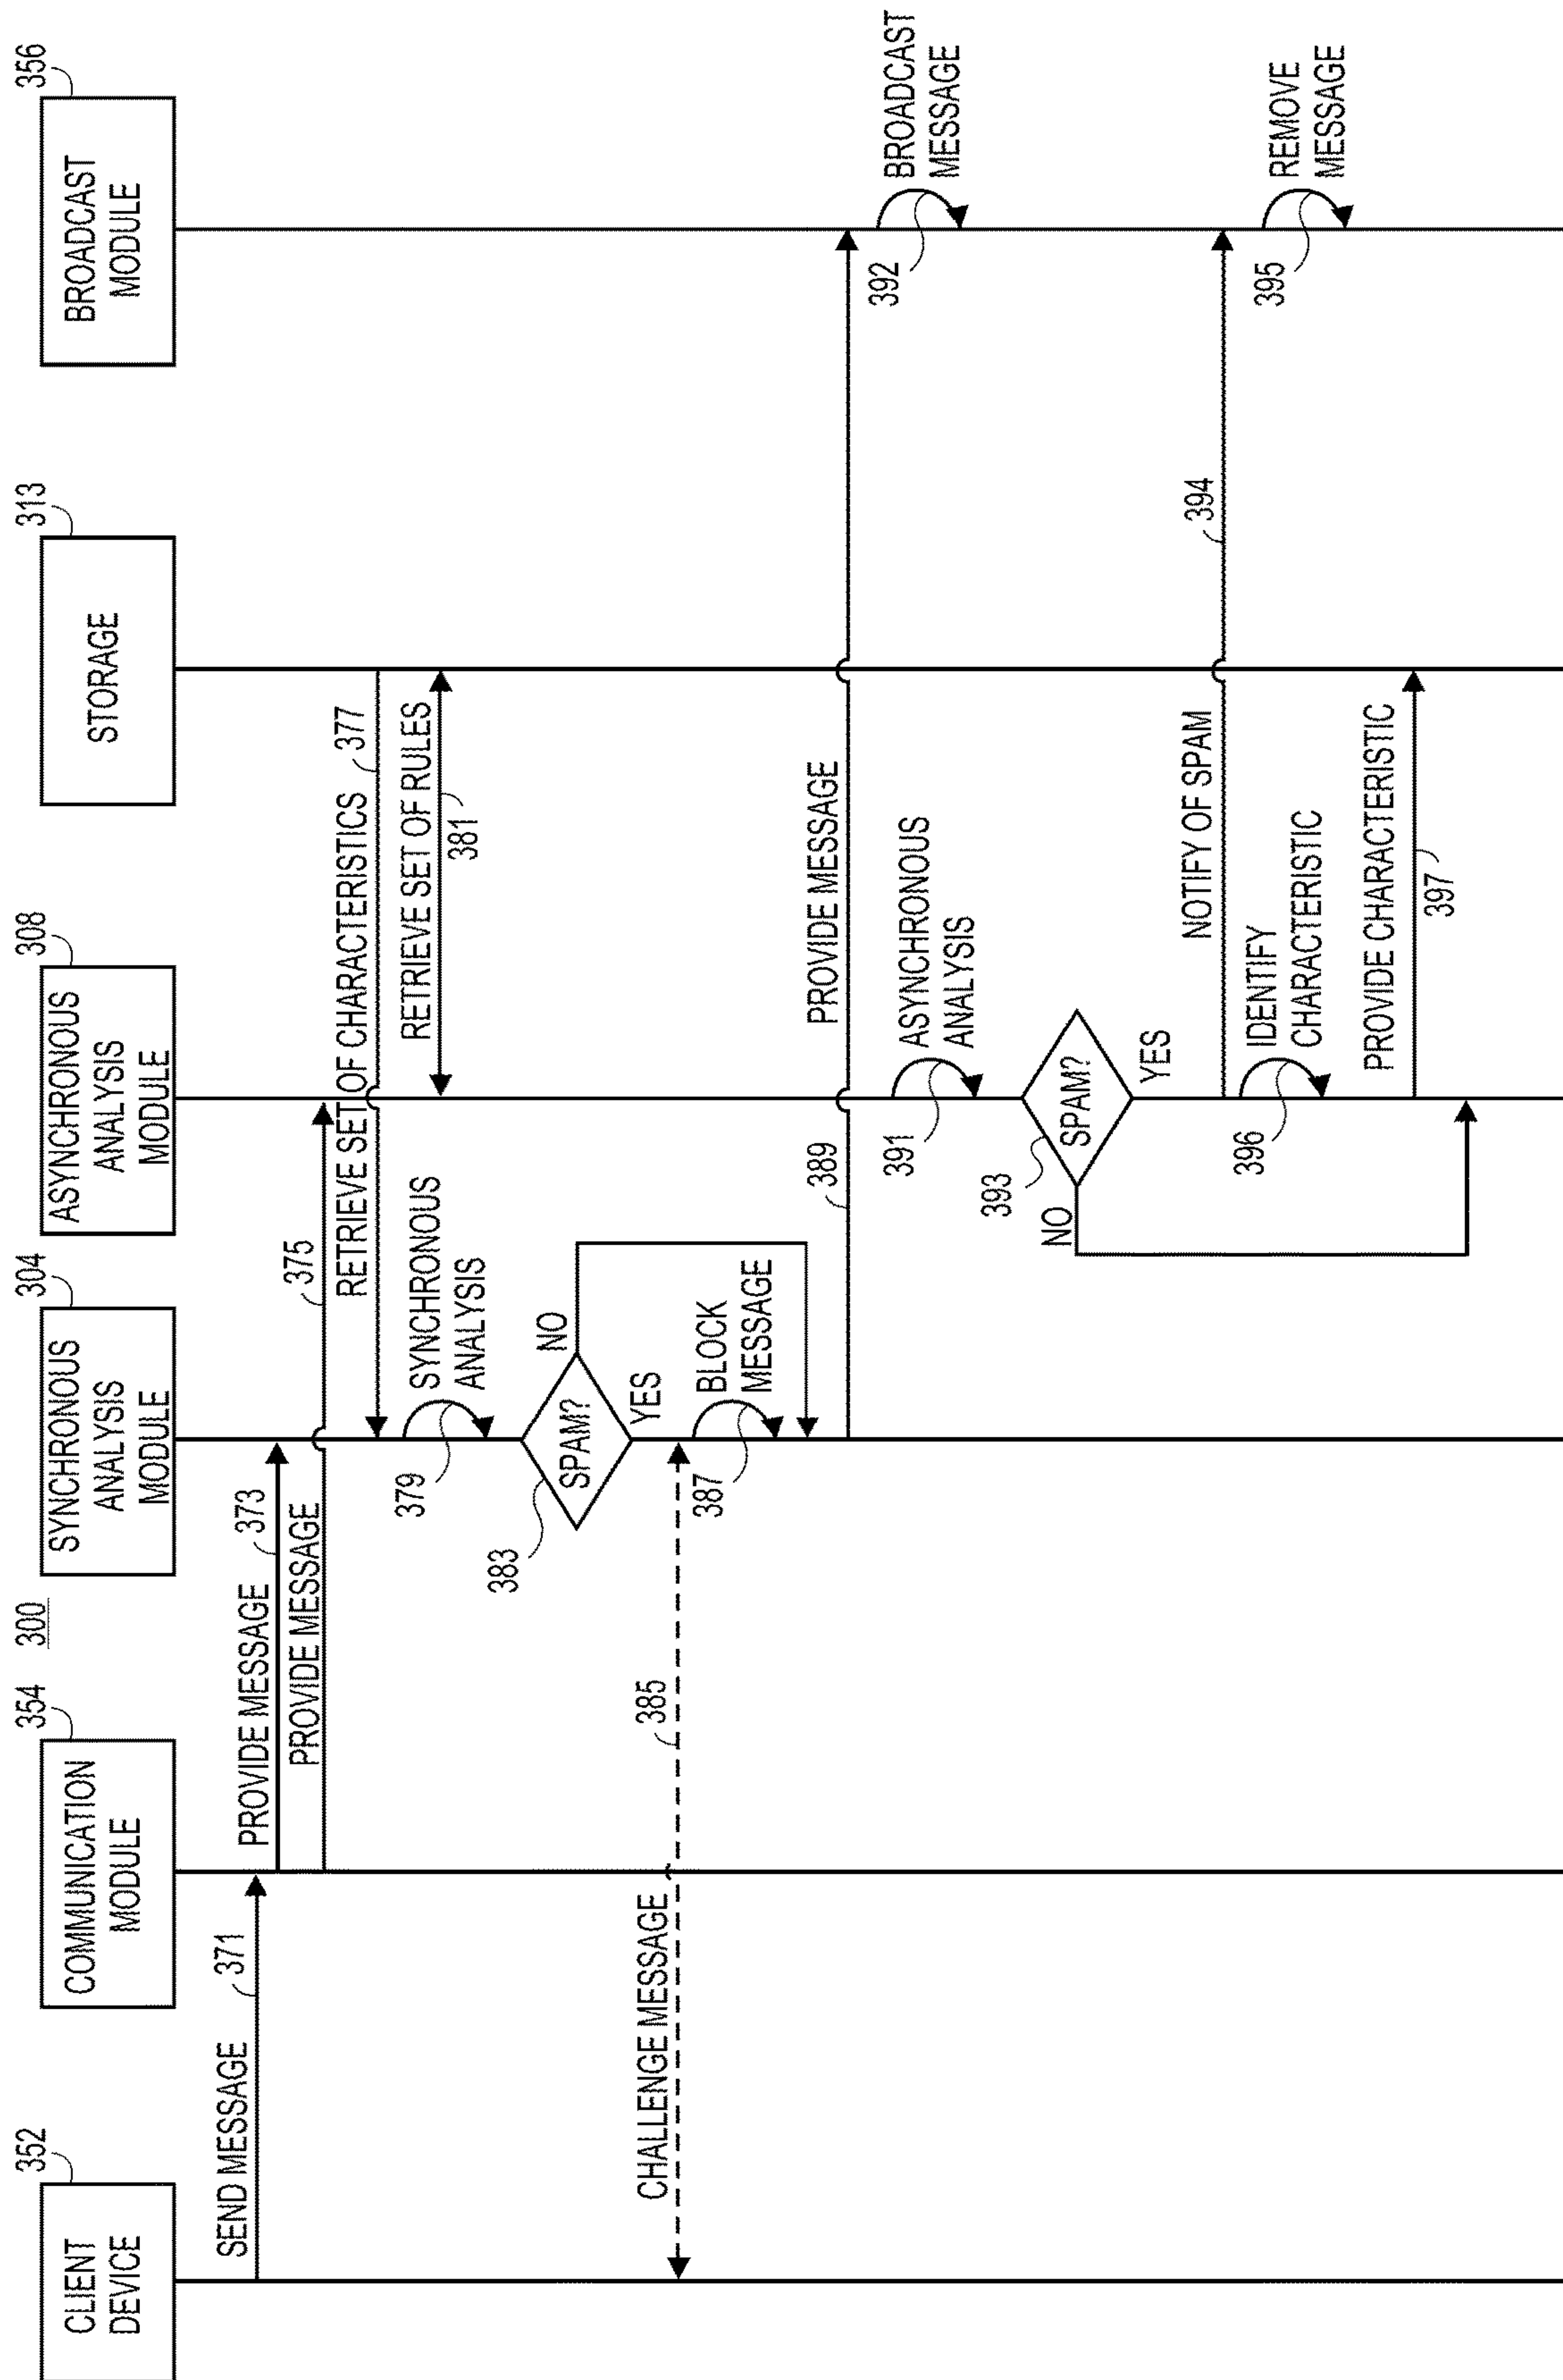 300
352
CLIENT
DEVICE
354
COMMUNICATION
MODULE
304
SYNCHRONOUS
ANALYSIS
MODULE
308
ASYNCHRONOUS
ANALYSIS
MODULE
313
STORAGE
356
BROADCAST
MODULE
SEND MESSAGE
371
PROVIDE MESSAGE
373
PROVIDE MESSAGE
375
RETRIEVE SET OF CHARACTERISTICS
377
RETRIEVE SET OF RULES
381
SYNCHRONOUS
ANALYSIS
379
SPAM?
383
NO
YES
CHALLENGE MESSAGE
385
BLOCK
MESSAGE
387
PROVIDE MESSAGE
389
BROADCAST
MESSAGE
392
ASYNCHRONOUS
ANALYSIS
391
SPAM?
393
NO
YES
NOTIFY OF SPAM
394
REMOVE
MESSAGE
395
IDENTIFY
CHARACTERISTIC
396
PROVIDE CHARACTERISTIC
397